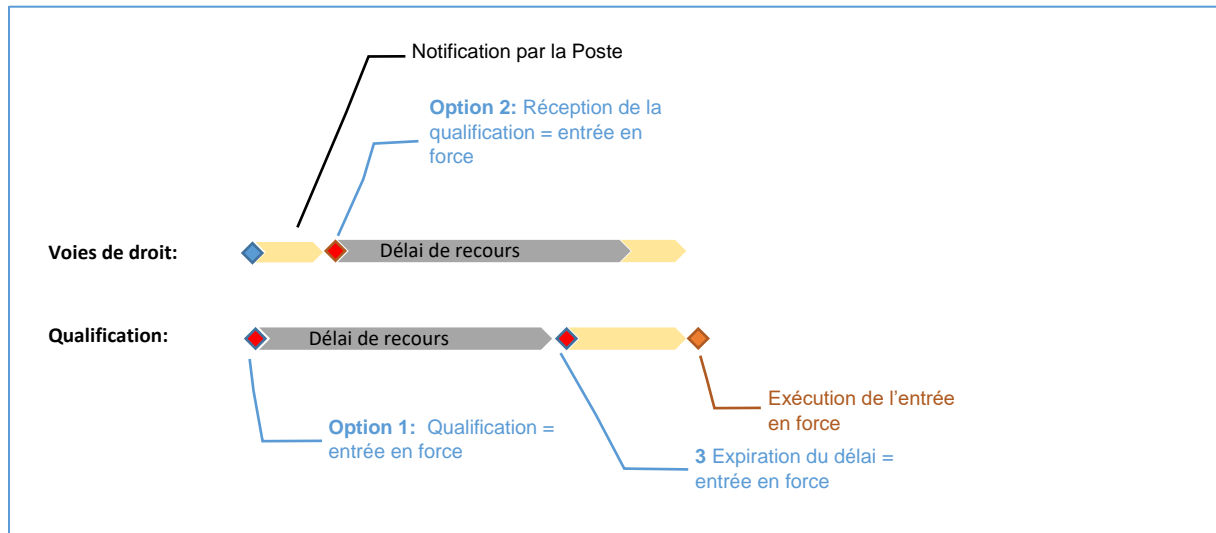 Notification par la Poste
Option 2: Réception de la
qualification = entrée en
force
Voies de droit:
Délai de recours
Qualification:
Délai de recours
Exécution de l’entrée
en force
Option 1: Qualification =
entrée en force
3 Expiration du délai =
entrée en force